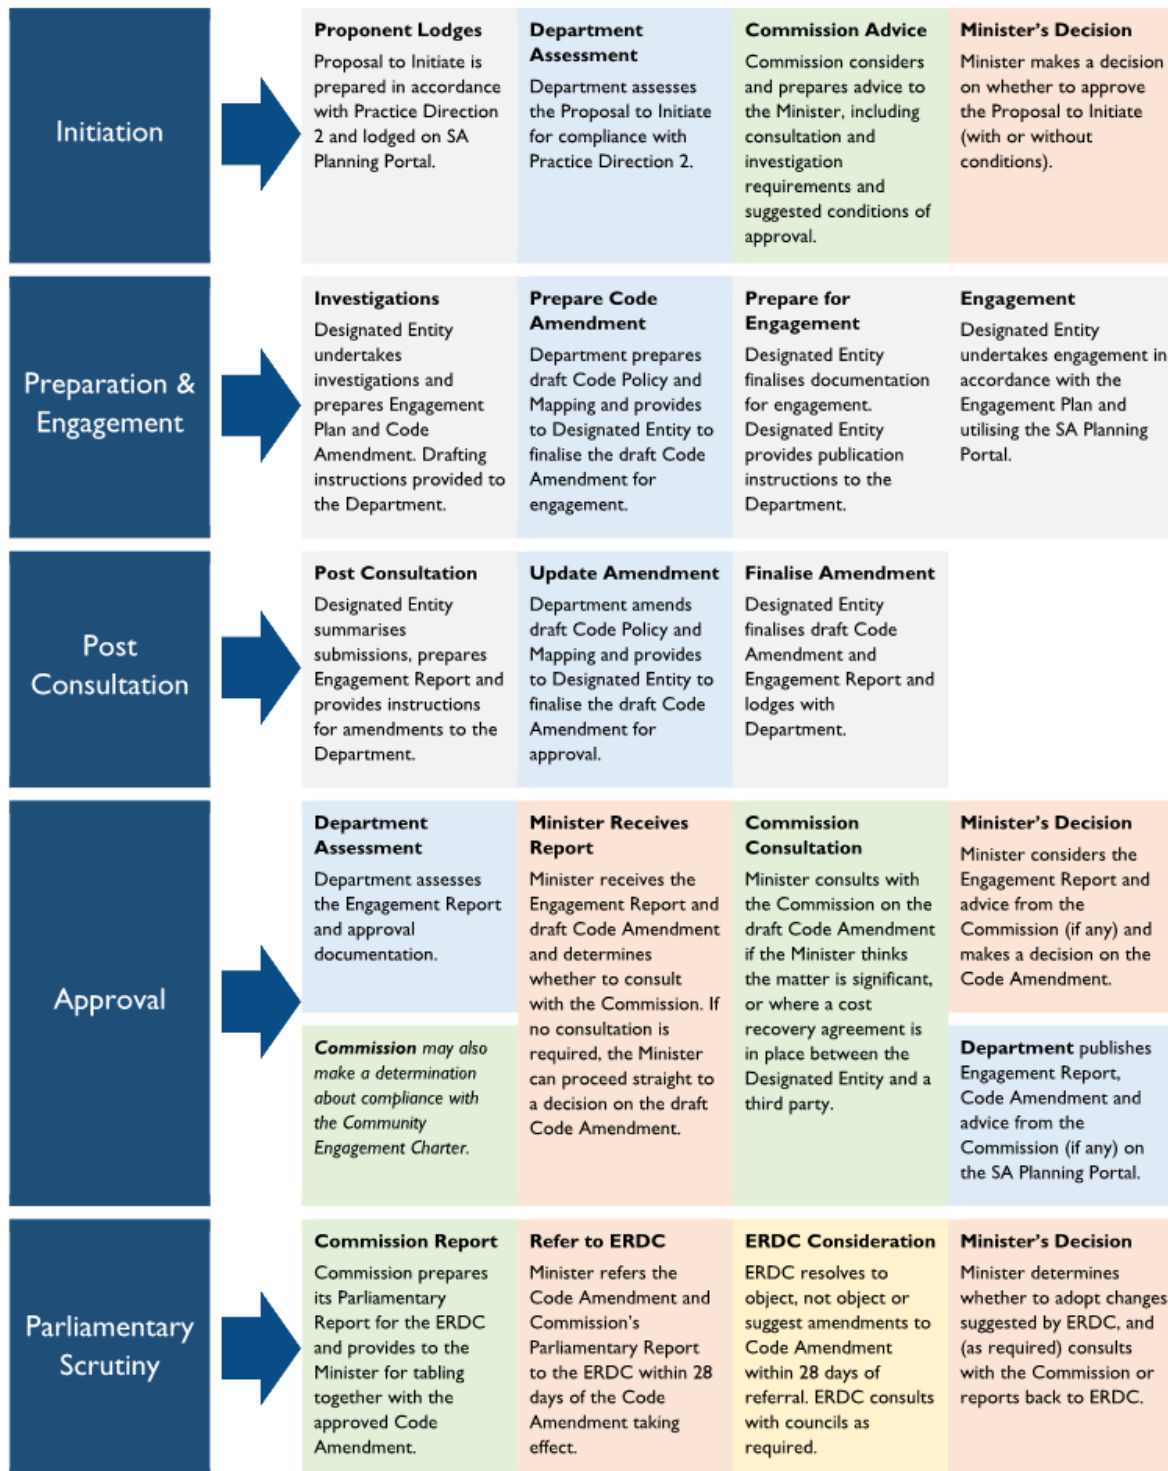 Initiation
Proponent Lodges
Proposal to Initiate is
prepared in accordance
with Practice Direction
2 and lodged on SA
Planning Portal.
Department
Assessment
Department assesses
the Proposal to Initiate
for compliance with
Practice Direction 2.
Commission Advice
Commission considers
and prepares advice to
the Minister, including
consultation and
investigation
requirements and
suggested conditions of
approval.
Minister's Decision
Minister makes a decision
on whether to approve
the Proposal to Initiate
(with or without
conditions).
Preparation &
Engagement
Investigations
Designated Entity
undertakes
investigations and
prepares Engagement
Plan and Code
Amendment. Drafting
instructions provided to
the Department.
Prepare Code
Amendment
Department prepares
draft Code Policy and
Mapping and provides
to Designated Entity to
finalise the draft Code
Amendment for
engagement.
Prepare for
Engagement
Designated Entity
finalises documentation
for engagement.
Designated Entity
provides publication
instructions to the
Department.
Engagement
Designated Entity
undertakes engagement in
accordance with the
Engagement Plan and
utilising the SA Planning
Portal.
Post
Consultation
Post Consultation
Designated Entity
summarises
submissions, prepares
Engagement Report and
provides instructions
for amendments to the
Department.
Update Amendment
Department amends
draft Code Policy and
Mapping and provides
to Designated Entity to
finalise the draft Code
Amendment for
approval.
Finalise Amendment
Designated Entity
finalises draft Code
Amendment and
Engagement Report and
lodges with
Department.
Approval
Department
Assessment
Department assesses
the Engagement Report
and approval
documentation.
Commission may also
make a determination
about compliance with
the Community
Engagement Charter.
Minister Receives
Report
Minister receives the
Engagement Report and
draft Code Amendment
and determines
whether to consult
with the Commission. If
no consultation is
required, the Minister
can proceed straight to
a decision on the draft
Code Amendment.
Commission
Consultation
Minister consults with
the Commission on the
draft Code Amendment
if the Minister thinks
the matter is significant,
or where a cost
recovery agreement is
in place between the
Designated Entity and a
third party.
Minister's Decision
Minister considers the
Engagement Report and
advice from the
Commission (if any) and
makes a decision on the
Code Amendment.
Department publishes
Engagement Report,
Code Amendment and
advice from the
Commission (if any) on
the SA Planning Portal.
Parliamentary
Scrutiny
Commission Report
Commission prepares
its Parliamentary
Report for the ERDC
and provides to the
Minister for tabling
together with the
approved Code
Amendment.
Refer to ERDC
Minister refers the
Code Amendment and
Commission's
Parliamentary Report
to the ERDC within 28
days of the Code
Amendment taking
effect.
ERDC Consideration
ERDC resolves to
object, not object or
suggest amendments to
Code Amendment
within 28 days of
referral. ERDC consults
with councils as
required.
Minister's Decision
Minister determines
whether to adopt changes
suggested by ERDC, and
(as required) consults
with the Commission or
reports back to ERDC.